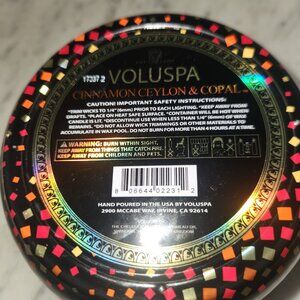 17337 2
VOLUSPA
CINNAMON CEYLON & COPAL
CAUTION! IMPORTANT SAFETY INSTRUCTIONS:
*TRIM WICKS TO 1/4" (6mm) PRIOR TO EACH LIGHTING. *KEEP AWAY FROM
DRAFTS. *PLACE ON HEAT SAFE SURFACE. *CONTAINER WILL BE HOT WHEN
CANDLE IS LIT. *DISCONTINUE USE WHEN LESS THAN 1/4" (6mm) OF WAX
REMAINS. *DO NOT ALLOW WICK TRIMMINGS OR OTHER MATERIALS TO
ACCUMULATE IN WAX POOL. DO NOT BURN FOR MORE THAN 4 HOURS AT A TIME.
WARNING: BURN WITHIN SIGHT.
KEEP AWAY FROM THINGS THAT CATCH FIRE.
KEEP AWAY FROM CHILDREN AND PETS.
8 06644 02231 2
HAND POURED IN THE USA BY VOLUSPA
2900 MCCABE WAY, IRVINE, CA 92614
KINGDOM